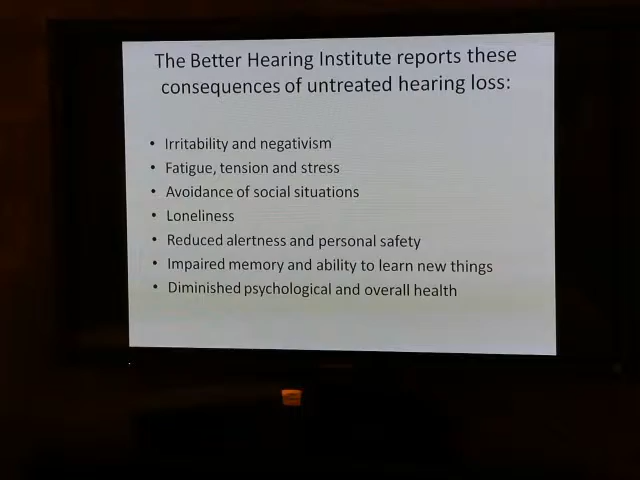 The Better Hearing Institute reports these
consequences of untreated hearing loss:
• Irritability and negativism
• Fatigue, tension and stress
• Avoidance of social situations
• Loneliness
• Reduced alertness and personal safety
• Impaired memory and ability to learn new things
• Diminished psychological and overall health